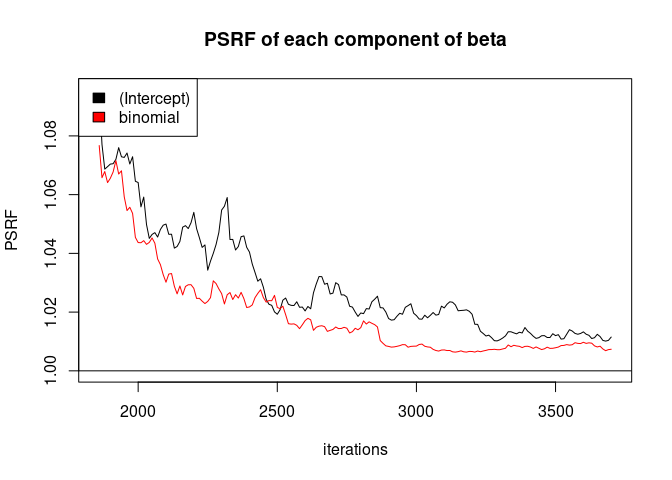 PSRF of each component of beta
(Intercept)
binomial
PSRF
1.08
1.06
1.04
1.02
1.00
2000 2500 3000 3500
iterations